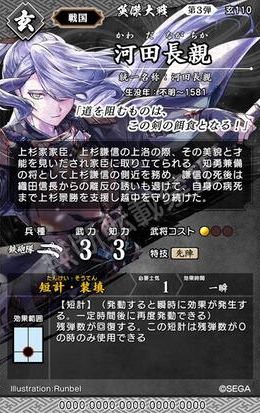 玄
戦国
英傑大戦
第3弾
玄110
かわ だ なが ちか
河田長親
統一名称：河田長親
生没年：不明～1581
「道を阻むものは、
この剣の餌食となる！」
上杉家家臣。上杉謙信の上洛の際、その美貌と才
能を見いだされ家臣に取り立てられる。知勇兼備
の将として上杉謙信の側近を務め、謙信の死後は
織田信長からの離反の誘いも退けて、自身の病死
まで上杉景勝を支援し越中を守り続けた。
兵種
武力
知力
武将コスト
鉄砲隊
3
3
特技
先陣
たんけい・そうてん
必要士気
効果時間
短計・装填
1
一瞬
効果範囲
【短計】（発動すると瞬時に効果が発生す
る。一定時間後に再度発動できる）
残弾数が回復する。この短計は残弾数が0
の時のみ使用できる
Illustration:Runbel
©SEGA
0000-0000-0000-0000-0000